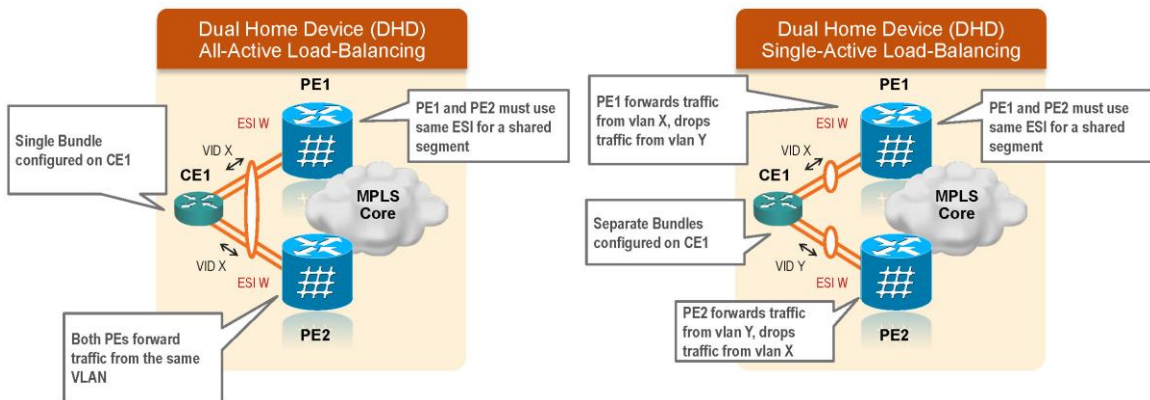 Dual Home Device (DHD)
All-Active Load-Balancing
PE1
Single Bundle
configured on CE1
PE1 and PE2 must use
same ESI for a shared
segment
ESI W
VID X
CE1
MPLS
Core
VID X
ESI W
PE2
Both PEs forward
traffic from the same
VLAN
Dual Home Device (DHD)
Single-Active Load-Balancing
PE1
PE1 forwards traffic
from vlan X, drops
traffic from vlan Y
PE1 and PE2 must use
same ESI for a shared
segment
ESI W
VID X
CE1
MPLS
Core
Separate Bundles
configured on CE1
VID Y
ESI W
PE2 forwards traffic
from vlan Y, drops
traffic from vlan X
PE2